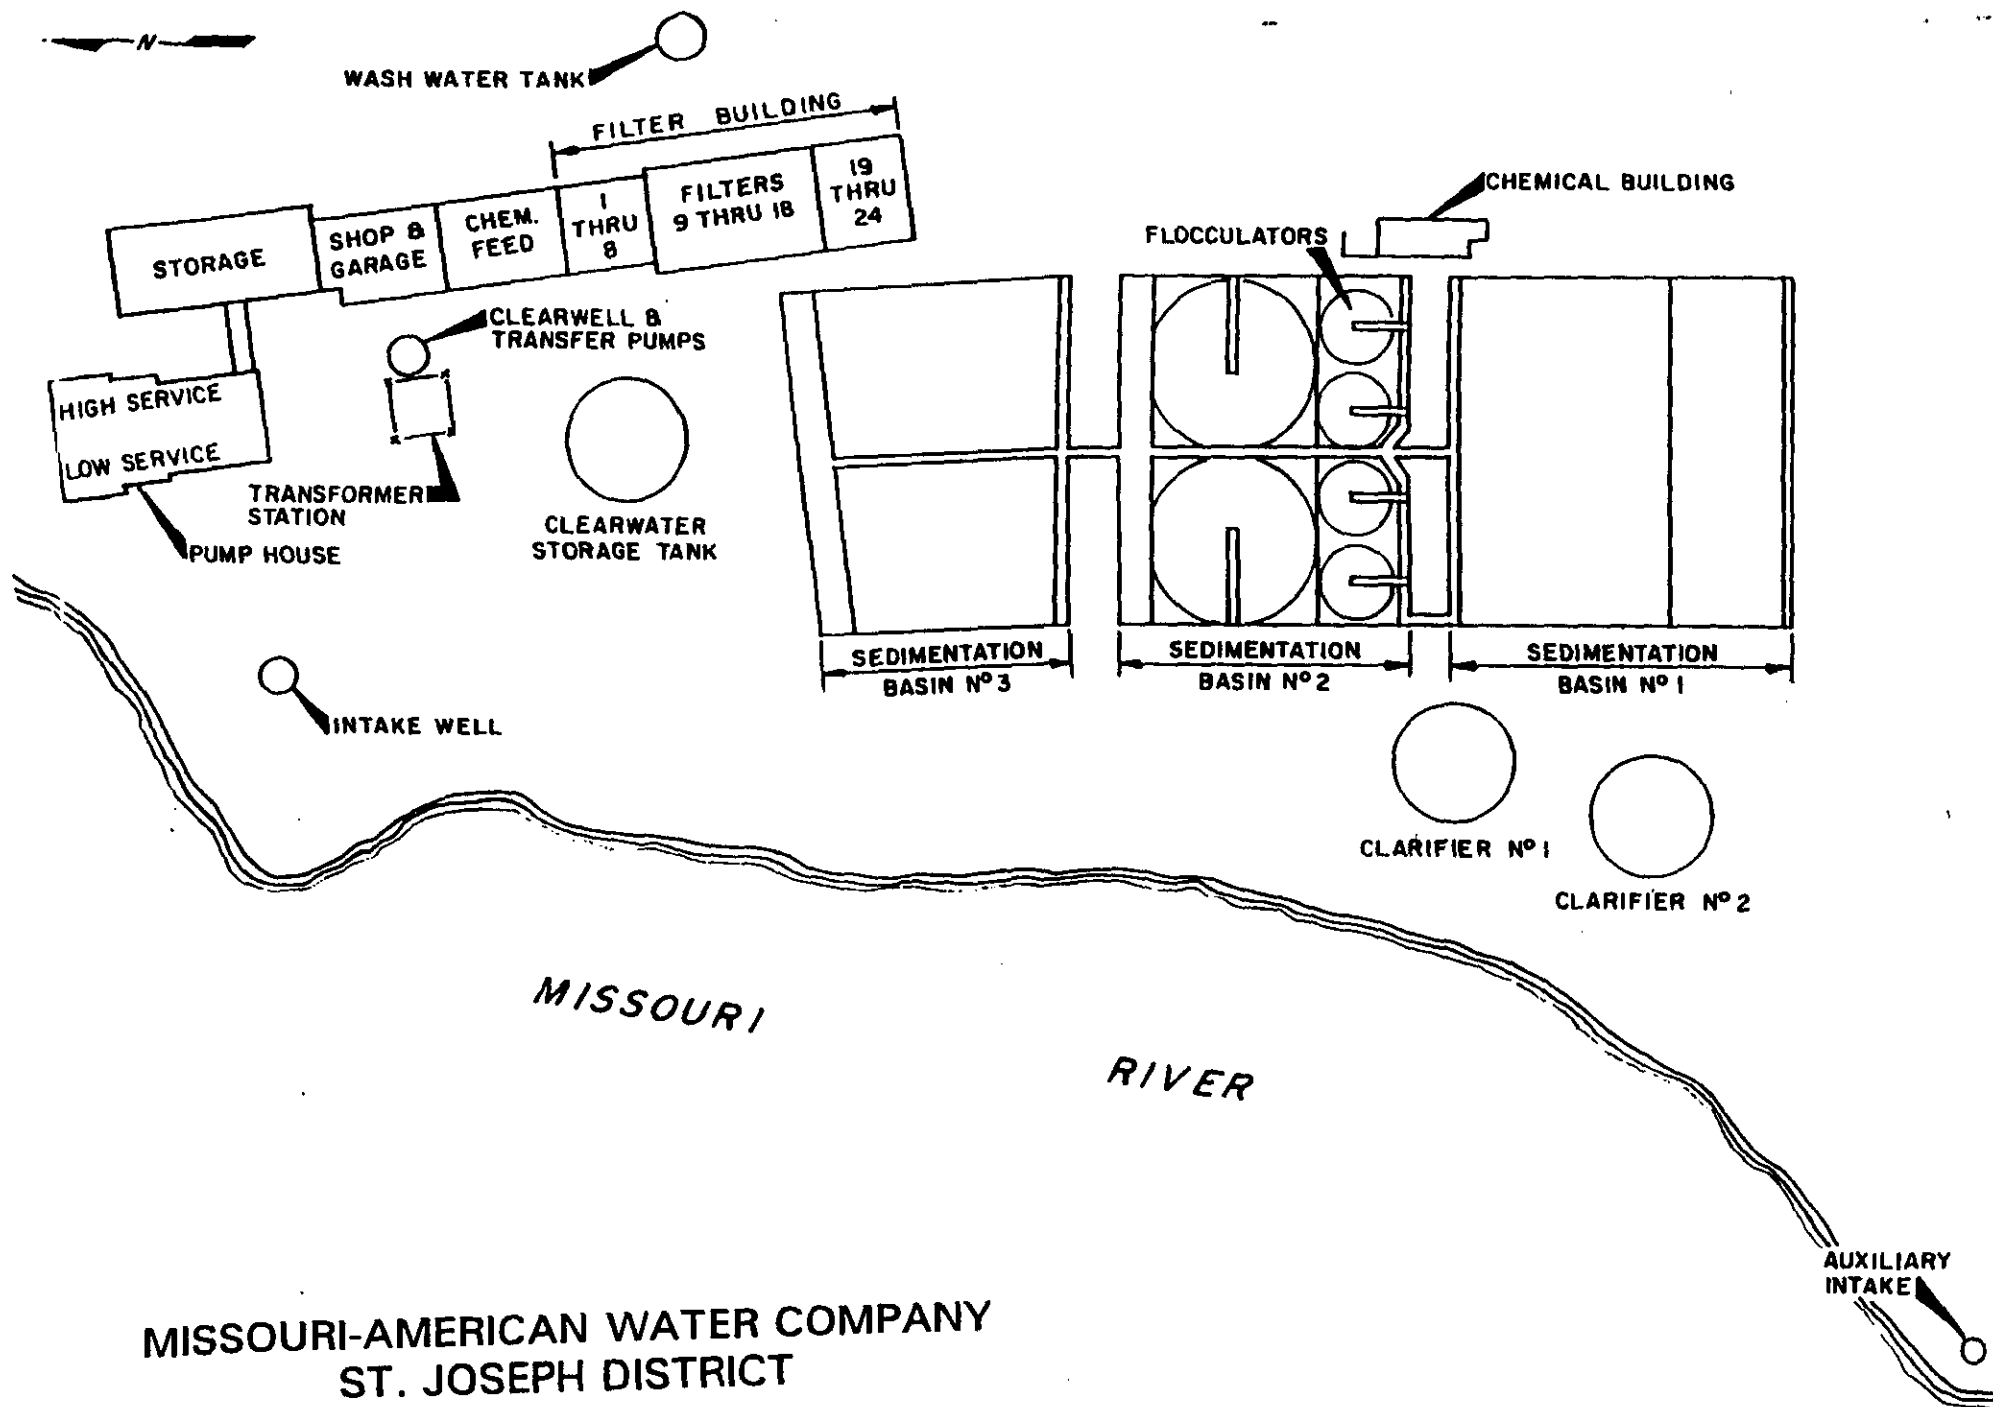 N
WASH WATER TANK
FILTER BUILDING
STORAGE
SHOP &
GARAGE
CHEM.
FEED
1
THRU
8
FILTERS
9 THRU 18
19
THRU
24
CHEMICAL BUILDING
FLOCCULATORS
CLEARWELL &
TRANSFER PUMPS
HIGH SERVICE
LOW SERVICE
TRANSFORMER
STATION
PUMP HOUSE
CLEARWATER
STORAGE TANK
SEDIMENTATION
BASIN Nº 3
SEDIMENTATION
BASIN Nº 2
SEDIMENTATION
BASIN Nº 1
INTAKE WELL
CLARIFIER Nº 1
CLARIFIER Nº 2
MISSOURI
RIVER
AUXILIARY
INTAKE
MISSOURI-AMERICAN WATER COMPANY
ST. JOSEPH DISTRICT